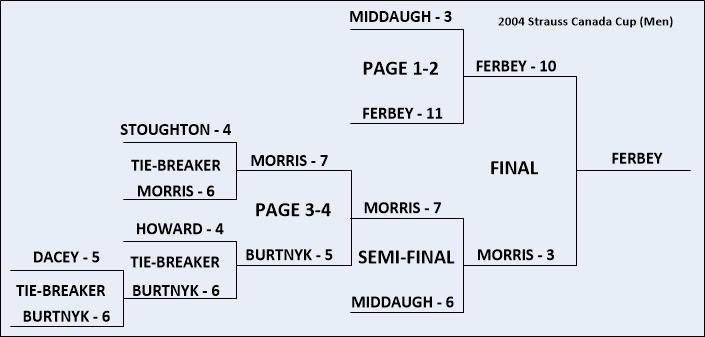 MIDDAUGH - 3
2004 Strauss Canada Cup (Men)
PAGE 1-2
FERBEY - 10
FERBEY - 11
STOUGHTON - 4
TIE-BREAKER
MORRIS - 7
MORRIS - 6
FINAL
FERBEY
PAGE 3-4
MORRIS - 7
HOWARD - 4
DACEY - 5
TIE-BREAKER
BURTNYK - 5
SEMI-FINAL
MORRIS - 3
TIE-BREAKER
BURTNYK - 6
MIDDAUGH - 6
BURTNYK - 6